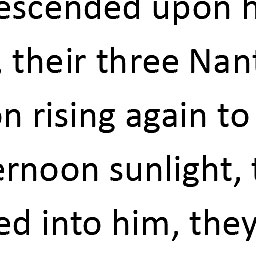 escended upon h
, their three Nant
on rising again to
ernoon sunlight, t
ed into him, they